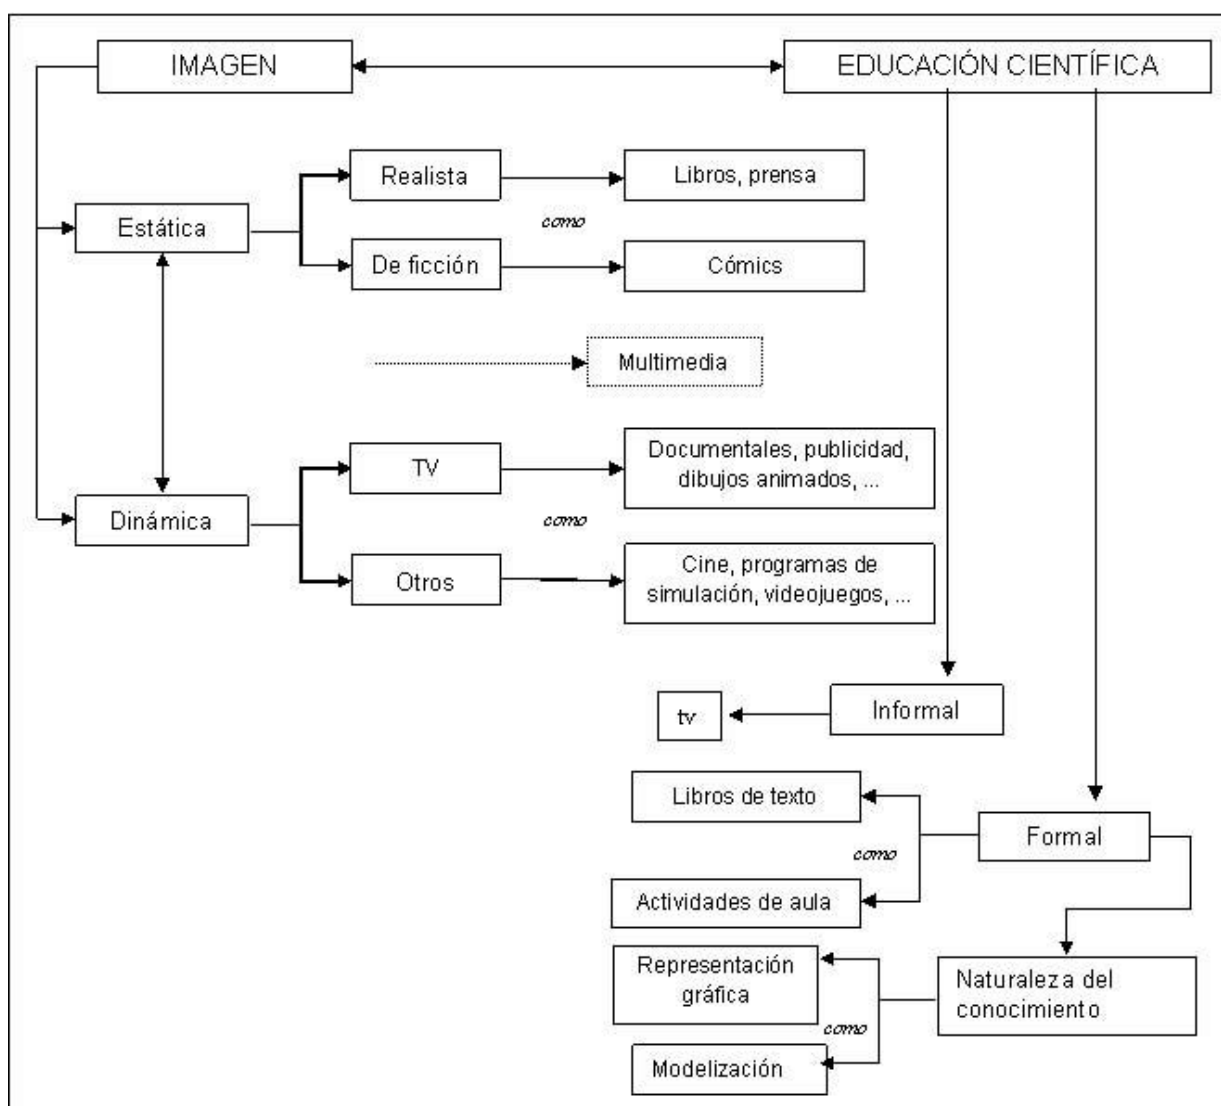 IMAGEN
EDUCACIÓN CIENTÍFICA
Realista
Libros, prensa
Estática
como
De ficción
Cómics
Multimedia
TV
Documentales, publicidad,
dibujos animados, ...
Dinámica
como
Otros
Cine, programas de
simulación, videojuegos, ...
Informal
tv
Libros de texto
Formal
como
Actividades de aula
Representación
gráfica
Naturaleza del
conocimiento
como
Modelización